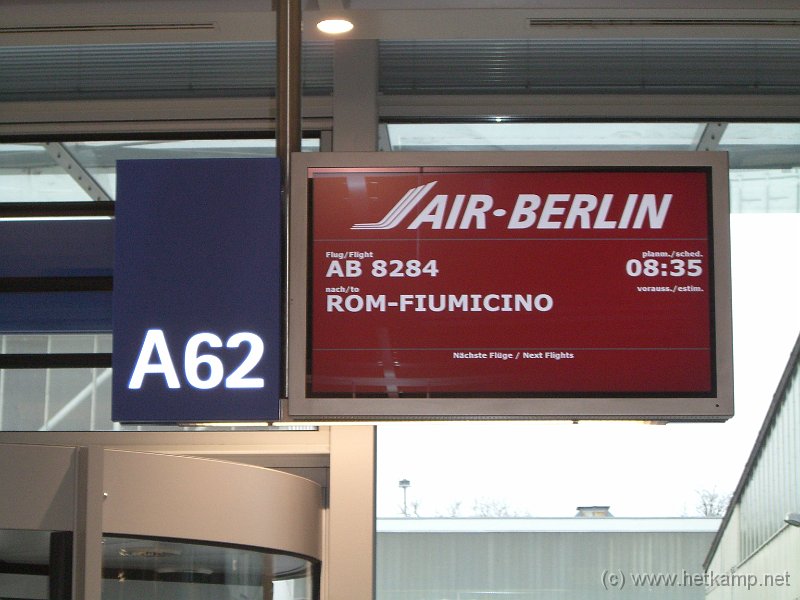 A62
AIR•BERLIN
Flug/Flight planm./sched.
AB 8284 08:35
nach/to voraus./estim.
ROM-FIUMICINO
Nächste Flüge / Next Flights
(c) www.hetkamp.net